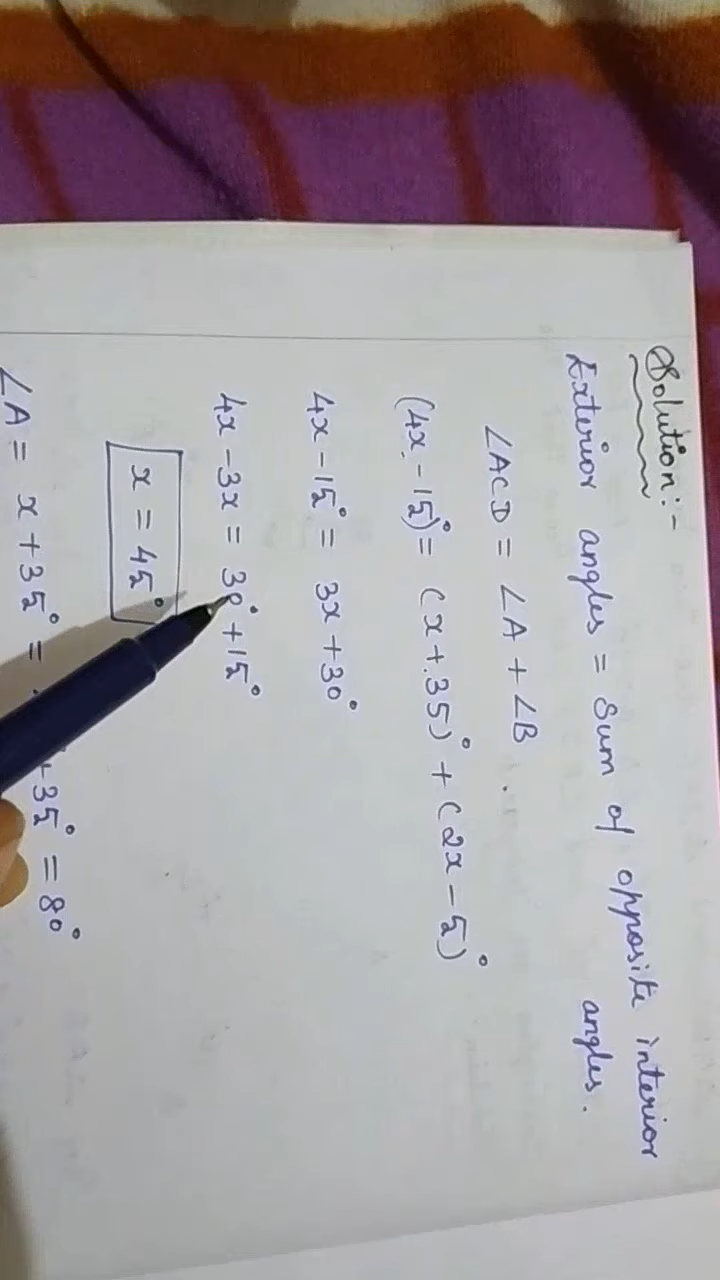 Solution:-
Exterior angles = Sum of opposite interior
angles.
∠ACD = ∠A + ∠B.
(4x - 15)° = (x + 35)° + (2x - 5)°
4x - 15° = 3x + 30°
4x - 3x = 30° + 15°
x = 45°
∠A = x + 35° = +35° = 80°